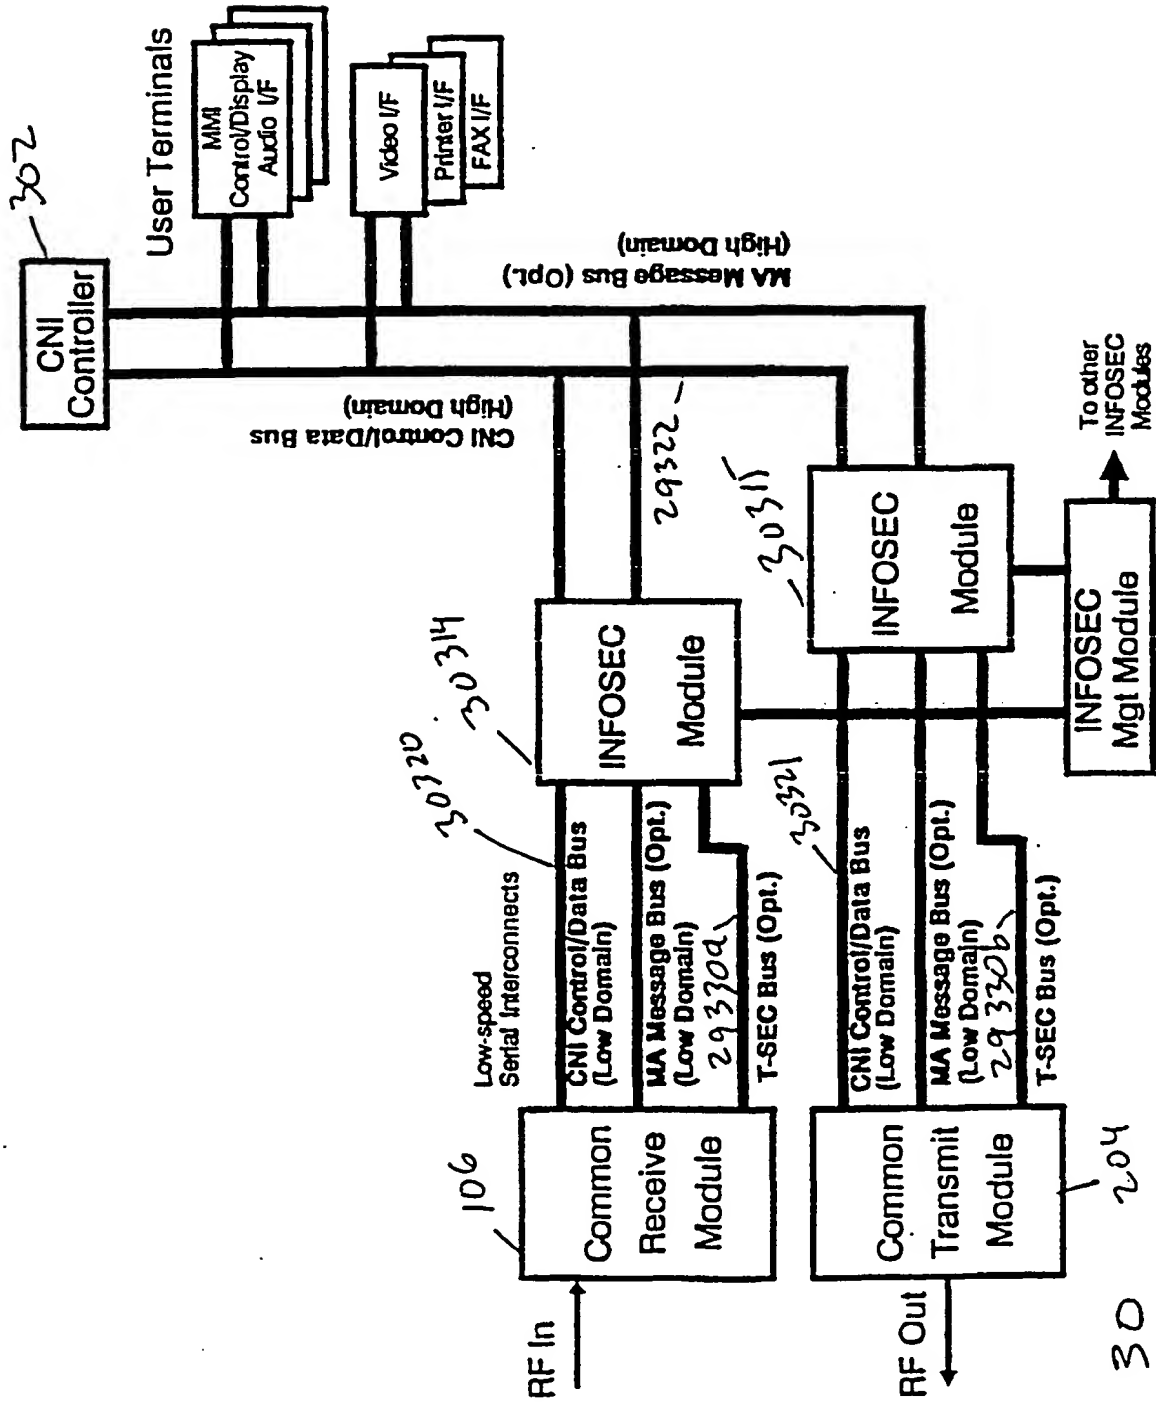 302
CNI
Controller
User Terminals
MMI
Control/Display
Audio I/F
Video I/F
Printer I/F
FAX I/F
CNI Control/Data Bus
(High Domain)
MA Message Bus (Opt.)
(High Domain)
29322
30314
INFOSEC
Module
30315
INFOSEC
Module
To other
INFOSEC
Modules
INFOSEC
Mgt Module
Low-speed
Serial Interconnects
30320
CNI Control/Data Bus
(Low Domain)
MA Message Bus (Opt.)
(Low Domain)
29330a
T-SEC Bus (Opt.)
30321
CNI Control/Data Bus
(Low Domain)
MA Message Bus (Opt.)
(Low Domain)
29330b
T-SEC Bus (Opt.)
106
Common
Receive
Module
RF In
Common
Transmit
Module
204
RF Out
30